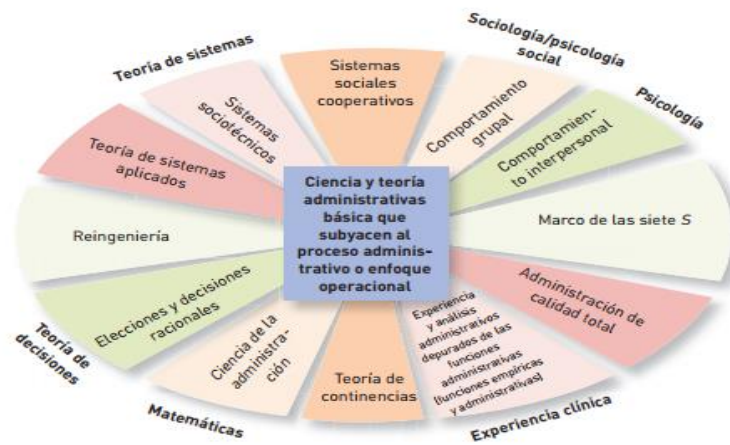 Teoría de sistemas
Sociología/psicología
social
Psicología
Sistemas
sociales
cooperativos
Comportamiento
grupal
Comportamien-
to interpersonal
Marco de las siete S
Administración de
calidad total
Experiencia
y análisis
administrativos
depurados de las
funciones
administrativas
(funciones empíricas
y administrativas)
Experiencia clínica
Teoría de
continencias
Ciencia de la
administra-
ción
Matemáticas
Elecciones y decisiones
racionales
Teoría de
decisiones
Reingeniería
Teoría de sistemas
aplicados
Sistemas
sociotécnicos
Ciencia y teoría
administrativas
básica que
subyacen al
proceso adminis-
trativo o enfoque
operacional